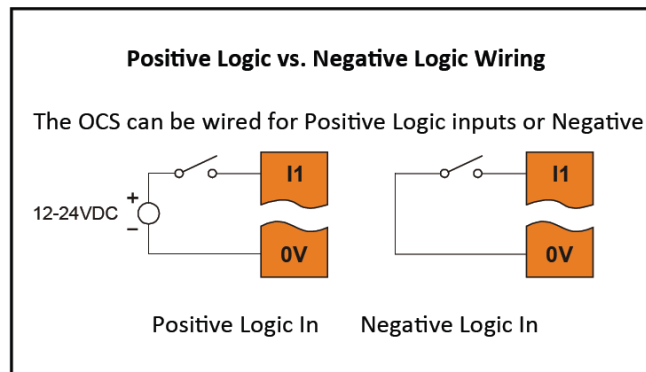 Positive Logic vs. Negative Logic Wiring
The OCS can be wired for Positive Logic inputs or Negative
I1
I1
+
12-24VDC
–
0V
0V
Positive Logic In
Negative Logic In